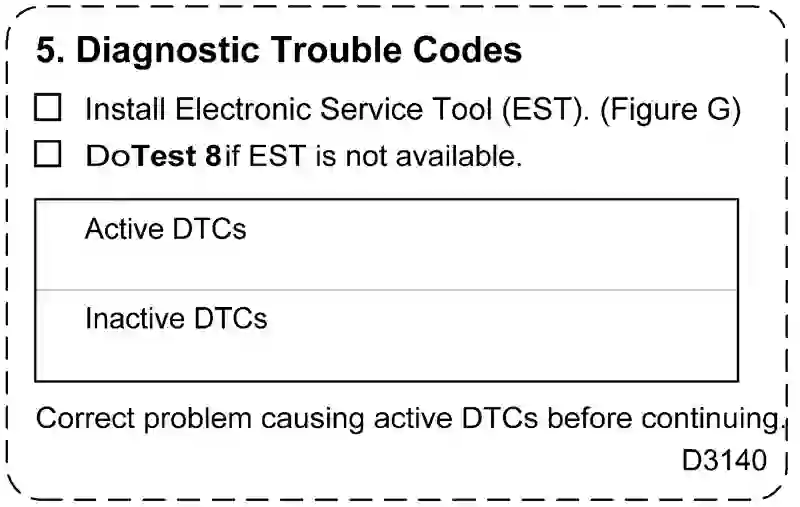 5. Diagnostic Trouble Codes
Install Electronic Service Tool (EST). (Figure G)
DoTest 8if EST is not available.
Active DTCs
Inactive DTCs
Correct problem causing active DTCs before continuing.
D3140